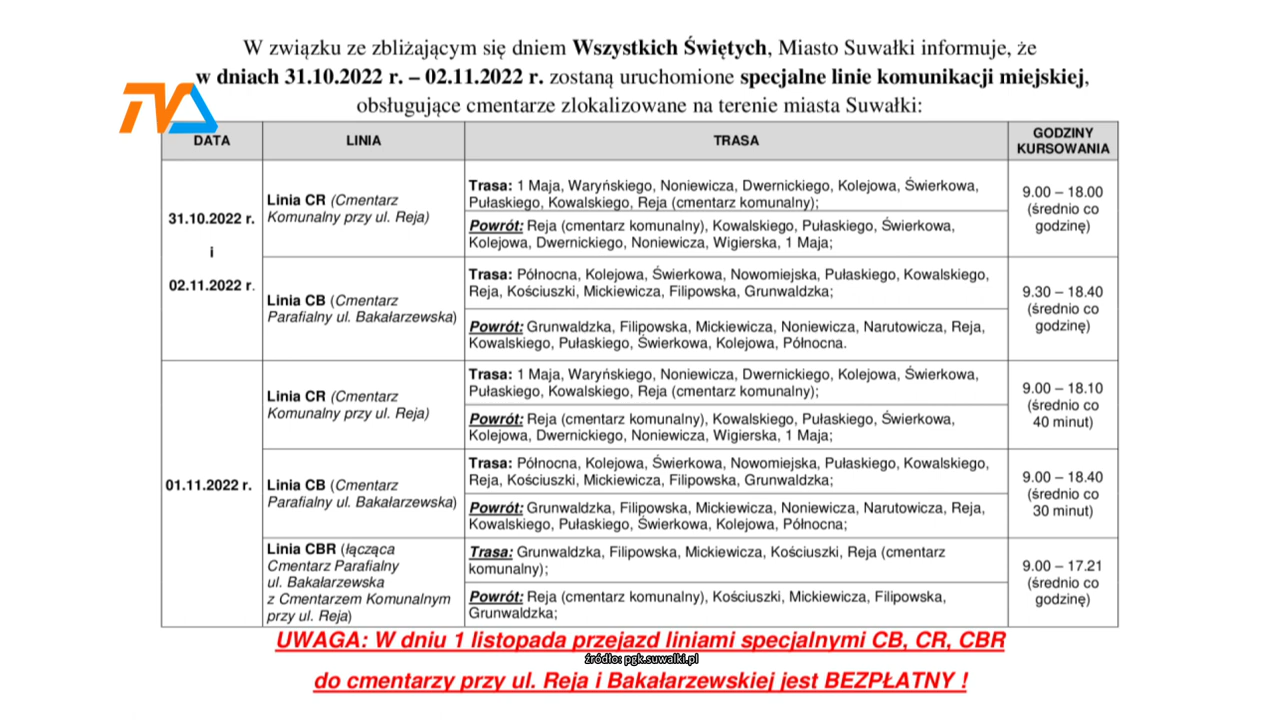 W związku ze zbliżającym się dniem Wszystkich Świętych, Miasto Suwałki informuje, że
w dniach 31.10.2022 r. – 02.11.2022 r. zostaną uruchomione specjalne linie komunikacji miejskiej,
obsługujące cmentarze zlokalizowane na terenie miasta Suwałki:
TVA
DATA
LINIA
TRASA
GODZINY
KURSOWANIA
31.10.2022 r.
i
02.11.2022 r.
Linia CR (Cmentarz
Komunalny przy ul. Reja)
Trasa: 1 Maja, Waryńskiego, Noniewicza, Dwernickiego, Kolejowa, Świerkowa,
Pułaskiego, Kowalskiego, Reja (cmentarz komunalny);
Powrót: Reja (cmentarz komunalny), Kowalskiego, Pułaskiego, Świerkowa,
Kolejowa, Dwernickiego, Noniewicza, Wigierska, 1 Maja;
9.00 – 18.00
(średnio co
godzinę)
Linia CB (Cmentarz
Parafialny ul. Bakałarzewska)
Trasa: Północna, Kolejowa, Świerkowa, Nowomiejska, Pułaskiego, Kowalskiego,
Reja, Kościuszki, Mickiewicza, Filipowska, Grunwaldzka;
Powrót: Grunwaldzka, Filipowska, Mickiewicza, Noniewicza, Narutowicza, Reja,
Kowalskiego, Pułaskiego, Świerkowa, Kolejowa, Północna.
9.30 – 18.40
(średnio co
godzinę)
01.11.2022 r.
Linia CR (Cmentarz
Komunalny przy ul. Reja)
Trasa: 1 Maja, Waryńskiego, Noniewicza, Dwernickiego, Kolejowa, Świerkowa,
Pułaskiego, Kowalskiego, Reja (cmentarz komunalny);
Powrót: Reja (cmentarz komunalny), Kowalskiego, Pułaskiego, Świerkowa,
Kolejowa, Dwernickiego, Noniewicza, Wigierska, 1 Maja;
9.00 – 18.10
(średnio co
40 minut)
Linia CB (Cmentarz
Parafialny ul. Bakałarzewska)
Trasa: Północna, Kolejowa, Świerkowa, Nowomiejska, Pułaskiego, Kowalskiego,
Reja, Kościuszki, Mickiewicza, Filipowska, Grunwaldzka;
Powrót: Grunwaldzka, Filipowska, Mickiewicza, Noniewicza, Narutowicza, Reja,
Kowalskiego, Pułaskiego, Świerkowa, Kolejowa, Północna;
9.00 – 18.40
(średnio co
30 minut)
Linia CBR (łącząca
Cmentarz Parafialny
ul. Bakałarzewska
z Cmentarzem Komunalnym
przy ul. Reja)
Trasa: Grunwaldzka, Filipowska, Mickiewicza, Kościuszki, Reja (cmentarz
komunalny);
Powrót: Reja (cmentarz komunalny), Kościuszki, Mickiewicza, Filipowska,
Grunwaldzka;
9.00 – 17.21
(średnio co
godzinę)
UWAGA: W dniu 1 listopada przejazd liniami specjalnymi CB, CR, CBR
źródło: pgk.suwalki.pl
do cmentarzy przy ul. Reja i Bakałarzewskiej jest BEZPŁATNY !